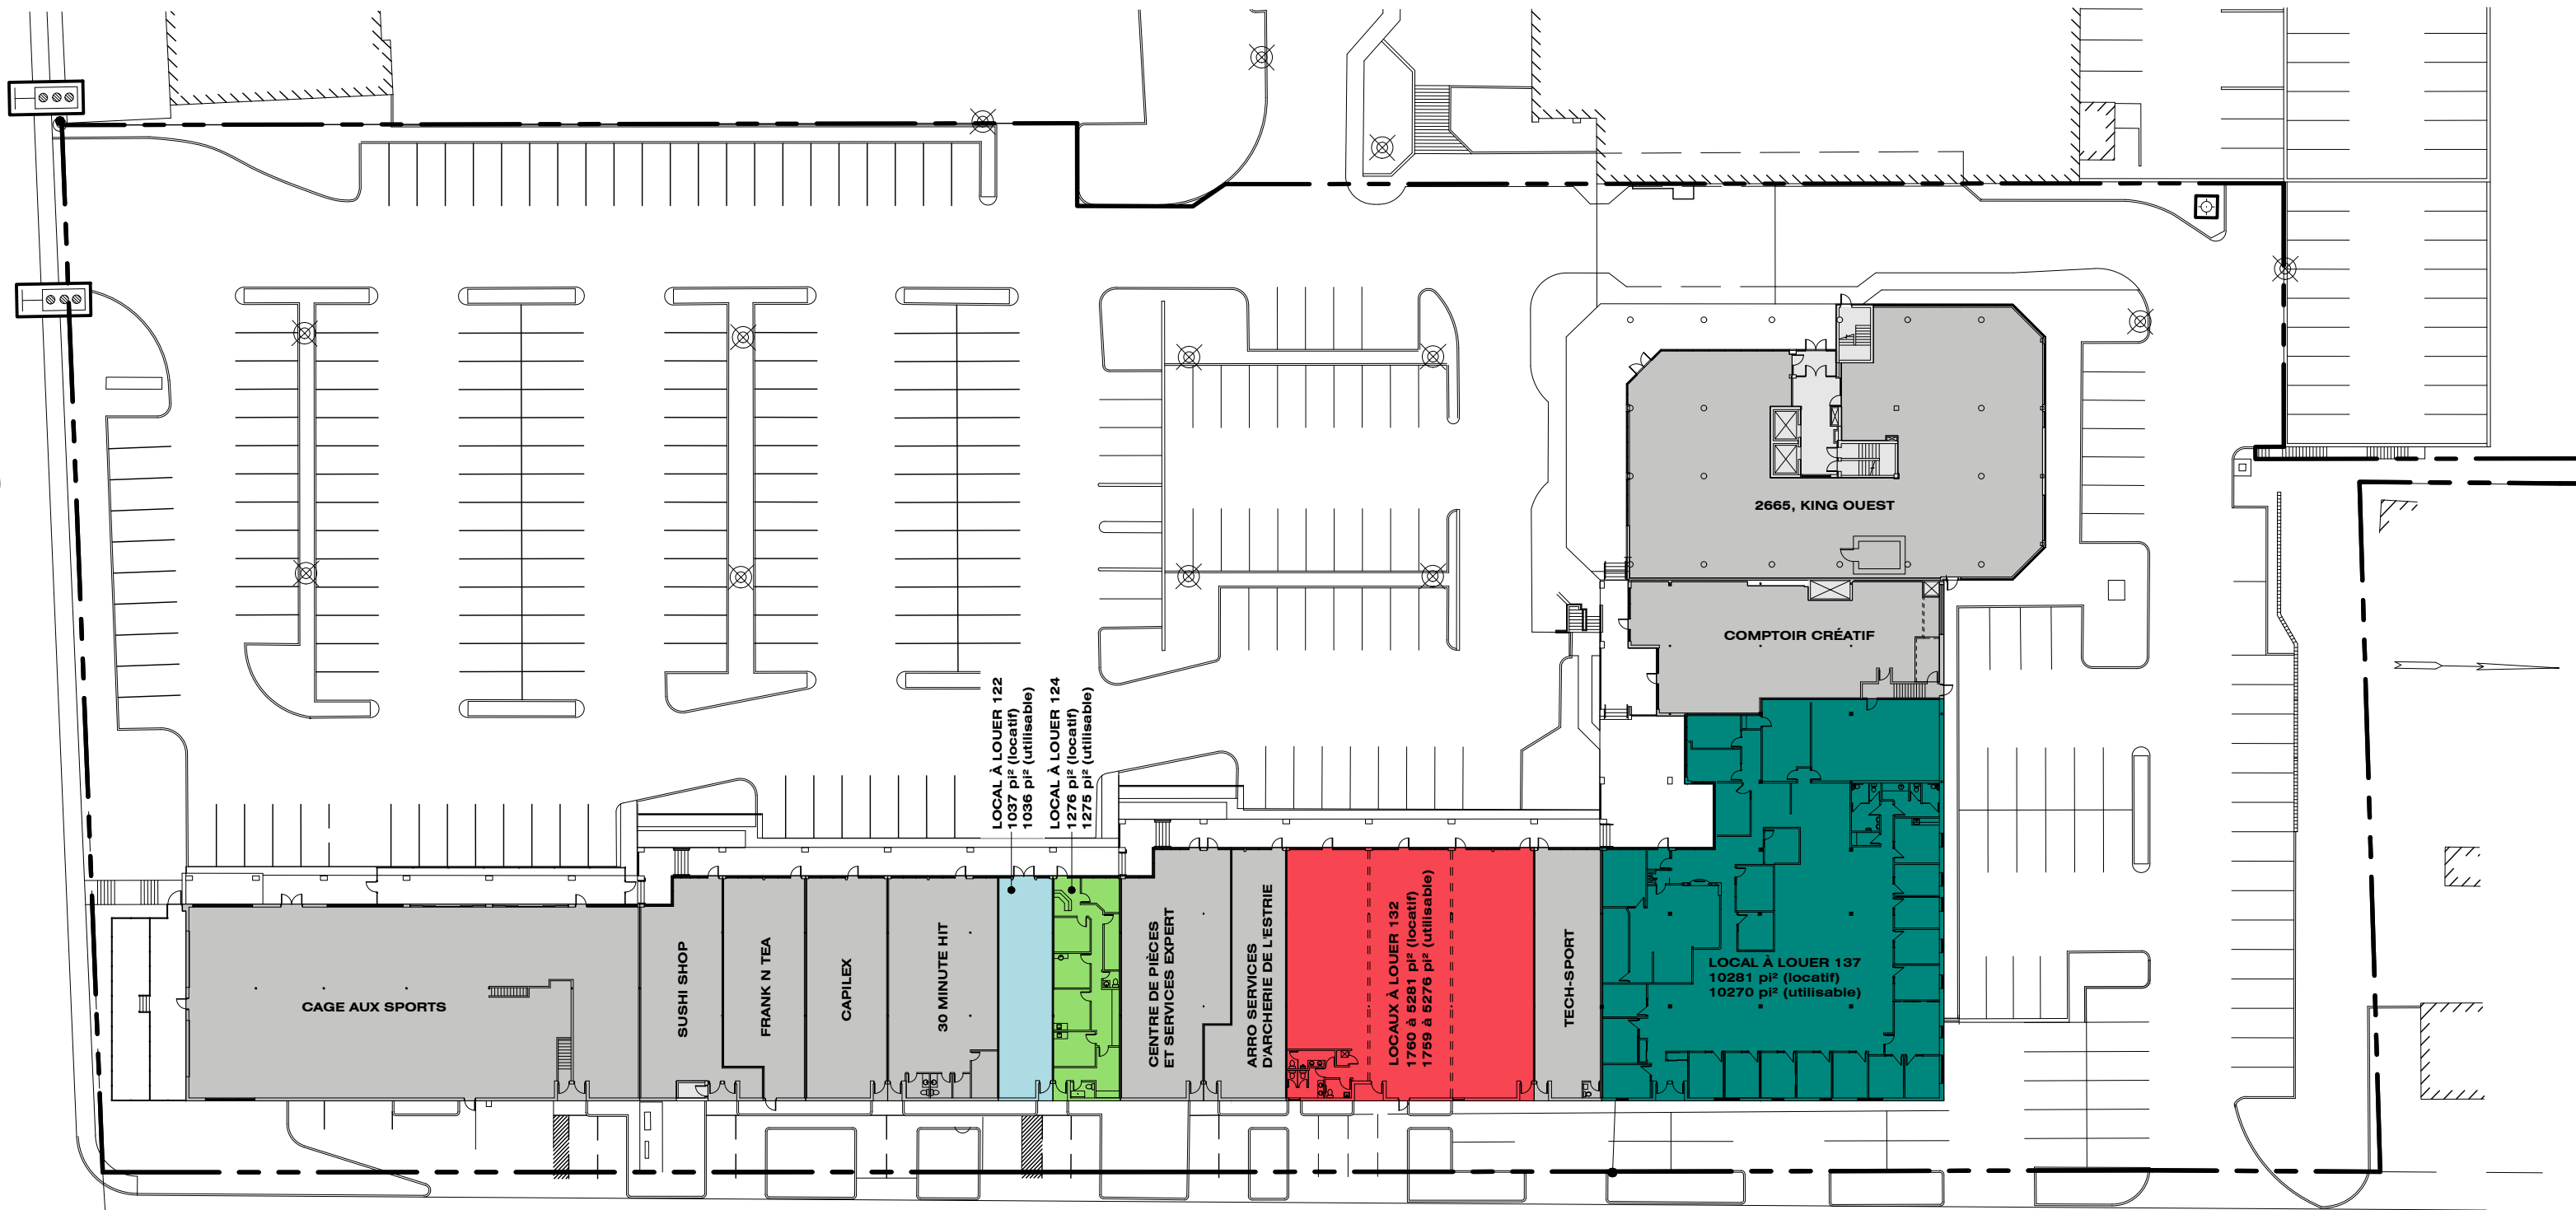 2665, KING OUEST
COMPTOIR CRÉATIF
LOCAL À LOUER 122
1037 pi² (locatif)
1036 pi² (utilisable)
LOCAL À LOUER 124
1276 pi² (locatif)
1275 pi² (utilisable)
CAGE AUX SPORTS
SUSHI SHOP
FRANK N TEA
CAPILEX
30 MINUTE HIT
CENTRE DE PIÈCES
ET SERVICES EXPERT
ARRO SERVICES
D'ARCHERIE DE L'ESTRIE
LOCAUX À LOUER 132
1760 à 5281 pi² (locatif)
1759 à 5276 pi² (utilisable)
TECH-SPORT
LOCAL À LOUER 137
10281 pi² (locatif)
10270 pi² (utilisable)